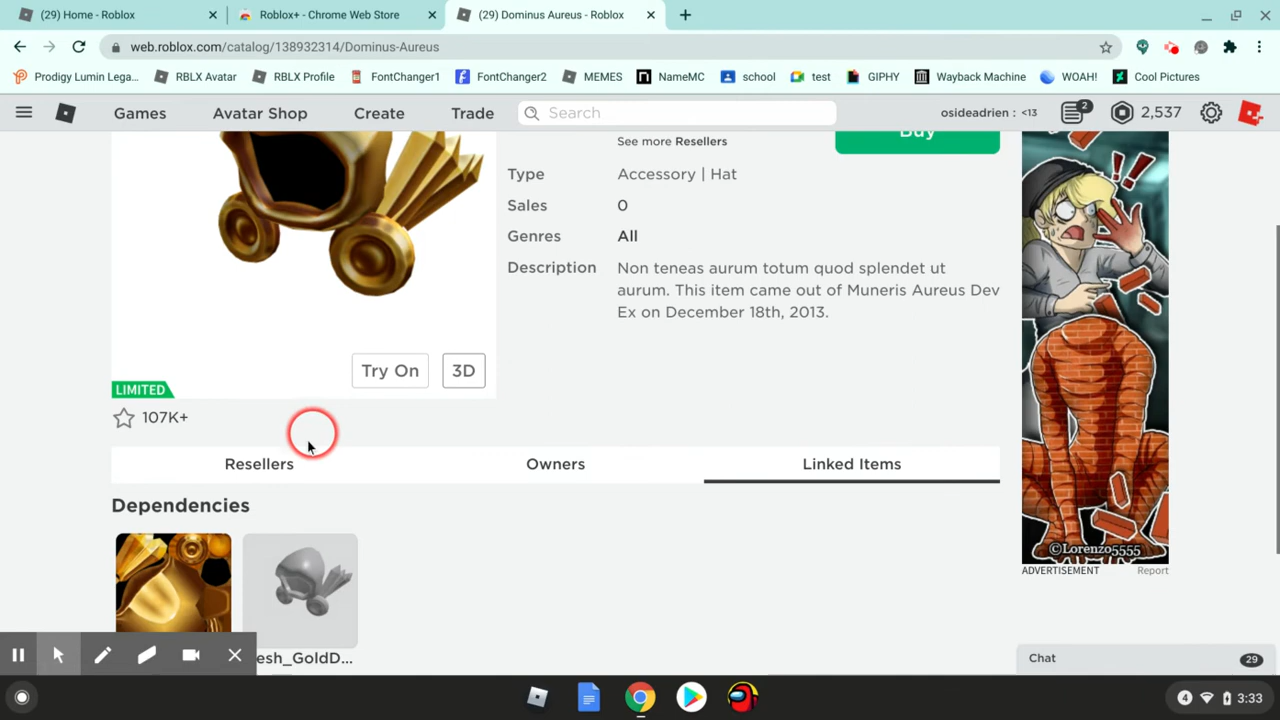 (29) Home - Roblox
Roblox+ - Chrome Web Store
(29) Dominus Aureus - Roblox
web.roblox.com/catalog/138932314/Dominus-Aureus
Prodigy Lumin Lega...
RBLX Avatar
RBLX Profile
FontChanger1
FontChanger2
MEMES
NameMC
school
test
GIPHY
Wayback Machine
WOAH!
Cool Pictures
Games
Avatar Shop
Create
Trade
Search
osideadrien : <13
2
2,537
Buy
See more Resellers
Type
Accessory | Hat
Sales
0
Genres
All
Description
Non teneas aurum totum quod splendet ut
aurum. This item came out of Muneris Aureus Dev
Ex on December 18th, 2013.
Try On
3D
LIMITED
107K+
Resellers
Owners
Linked Items
Dependencies
esh_GoldD...
!!
©Lorenzo5555
ADVERTISEMENT
Report
Chat
29
4
3:33